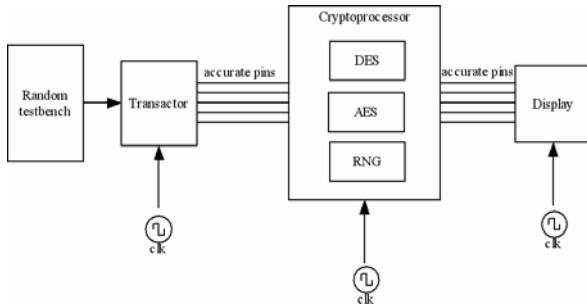 Cryptoprocessor
DES
AES
RNG
accurate pins
accurate pins
Random
testbench
Transactor
Display
clk
clk
clk